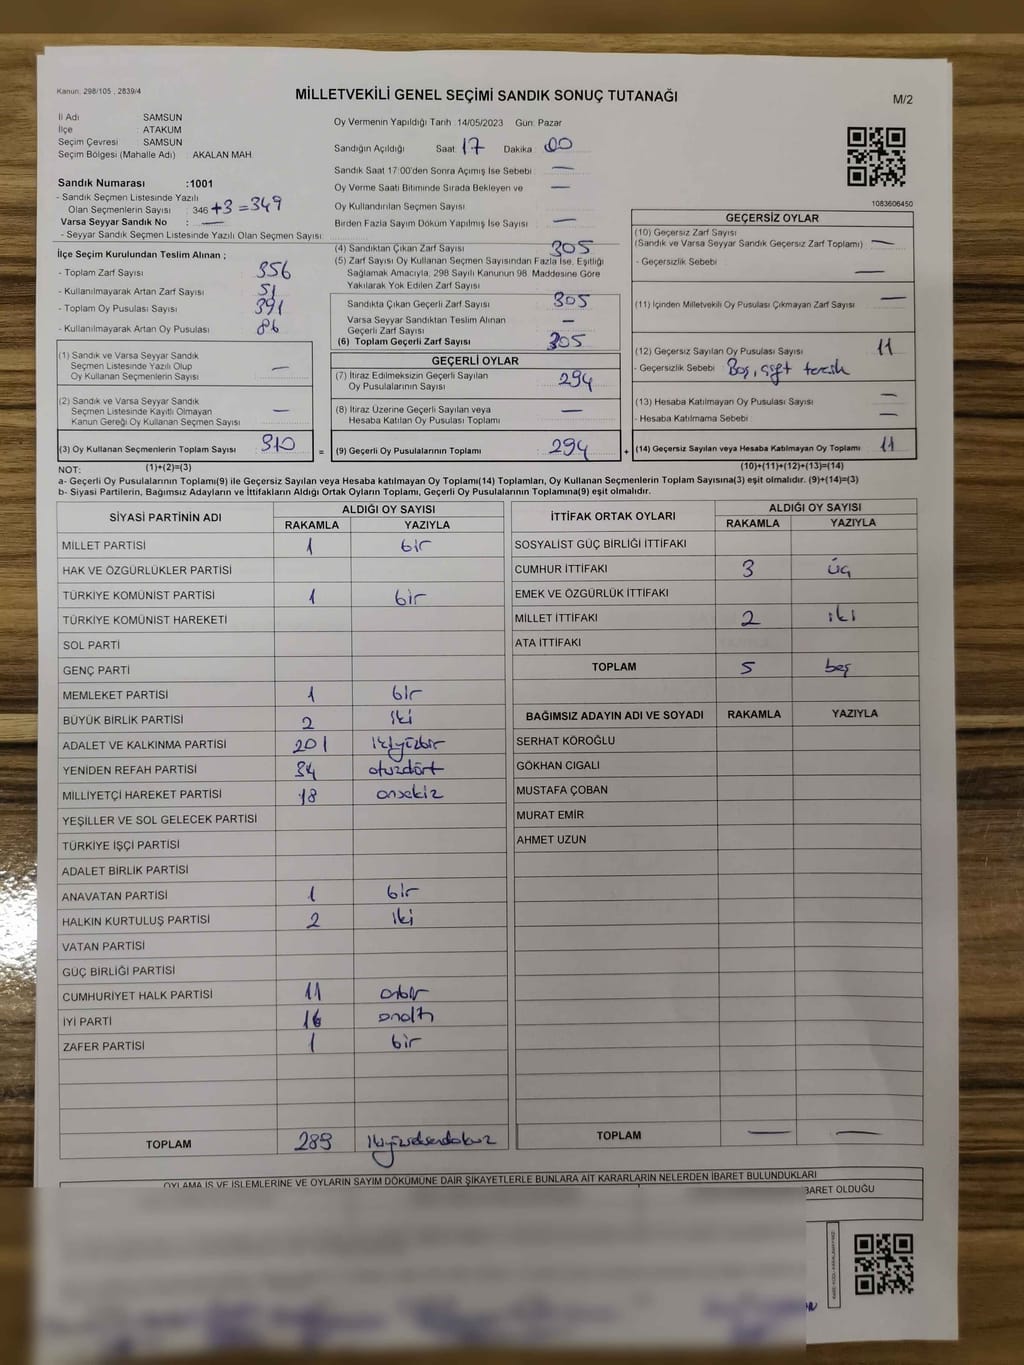 Kanun: 298/105 , 2839/4
MİLLETVEKİLİ GENEL SEÇİMİ SANDIK SONUÇ TUTANAĞI
M/2
İl Adı SAMSUN
İlçe ATAKUM
Seçim Çevresi SAMSUN
Seçim Bölgesi (Mahalle Adı) : AKALAN MAH.
Sandık Numarası :1001
- Sandık Seçmen Listesinde Yazılı
Olan Seçmenlerin Sayısı : 346 +3 =349
Varsa Seyyar Sandık No : —
- Seyyar Sandık Seçmen Listesinde Yazılı Olan Seçmen Sayısı:
İlçe Seçim Kurulundan Teslim Alınan ;
- Toplam Zarf Sayısı 356
- Kullanılmayarak Artan Zarf Sayısı 51
- Toplam Oy Pusulası Sayısı 391
- Kullanılmayarak Artan Oy Pusulası 86
(1) Sandık ve Varsa Seyyar Sandık
Seçmen Listesinde Yazılı Olup
Oy Kullanan Seçmenlerin Sayısı —
(2) Sandık ve Varsa Seyyar Sandık
Seçmen Listesinde Kayıtlı Olmayan
Kanun Gereği Oy Kullanan Seçmen Sayısı —
(3) Oy Kullanan Seçmenlerin Toplam Sayısı
(1)+(2)=(3)
Oy Vermenin Yapıldığı Tarih :14/05/2023 Gün: Pazar
Sandığın Açıldığı Saat: 17 Dakika : 00
Sandık Saat 17:00'den Sonra Açılmış İse Sebebi : —
Oy Verme Saati Bitiminde Sırada Bekleyen ve —
Oy Kullandırılan Seçmen Sayısı
Birden Fazla Sayım Döküm Yapılmış İse Sayısı : —
(4) Sandıktan Çıkan Zarf Sayısı 305
(5) Zarf Sayısı Oy Kullanan Seçmen Sayısından Fazla İse, Eşitliği
Sağlamak Amacıyla, 298 Sayılı Kanunun 98. Maddesine Göre
Yakılarak Yok Edilen Zarf Sayısı
Sandıkta Çıkan Geçerli Zarf Sayısı 305
Varsa Seyyar Sandıktan Teslim Alınan
Geçerli Zarf Sayısı —
(6) Toplam Geçerli Zarf Sayısı 305
GEÇERLİ OYLAR
(7) İtiraz Edilmeksizin Geçerli Sayılan
Oy Pusulalarının Sayısı 294
(8) İtiraz Üzerine Geçerli Sayılan veya
Hesaba Katılan Oy Pusulası Toplamı —
= (9) Geçerli Oy Pusulalarının Toplamı : 294 +
1083606450
GEÇERSİZ OYLAR
(10) Geçersiz Zarf Sayısı
(Sandık ve Varsa Seyyar Sandık Geçersiz Zarf Toplamı) —
- Geçersizlik Sebebi : —
(11) İçinden Milletvekili Oy Pusulası Çıkmayan Zarf Sayısı : —
(12) Geçersiz Sayılan Oy Pusulası Sayısı : 11
- Geçersizlik Sebebi : Boş, çift tercih
(13) Hesaba Katılmayan Oy Pusulası Sayısı : —
- Hesaba Katılmama Sebebi : —
(14) Geçersiz Sayılan veya Hesaba Katılmayan Oy Toplamı : 11
(10)+(11)+(12)+(13)=(14)
NOT:
a- Geçerli Oy Pusulaları Toplamı(9) ile Geçersiz Sayılan veya Hesaba Katılmayan Oy Toplamı(14) Toplamları, Oy Kullanan Seçmenlerin Toplam Sayısına(3) eşit olmalıdır. (9)+(14)=(3)
b- Siyasi Partilerin, Bağımsız Adayların ve İttifakların Aldığı Ortak Oyların Toplamı, Geçerli Oy Pusulalarının Toplamına(9) eşit olmalıdır.
SİYASİ PARTİNİN ADI ALDIĞI OY SAYISI
RAKAMLA YAZIYLA
MİLLET PARTİSİ 1 bir
HAK VE ÖZGÜRLÜKLER PARTİSİ
TÜRKİYE KOMÜNİST PARTİSİ 1 bir
TÜRKİYE KOMÜNİST HAREKETİ
SOL PARTİ
GENÇ PARTİ
MEMLEKET PARTİSİ 1 bir
BÜYÜK BİRLİK PARTİSİ 2 iki
ADALET VE KALKINMA PARTİSİ 201 ikiyüzbir
YENİDEN REFAH PARTİSİ 34 otuzdört
MİLLİYETÇİ HAREKET PARTİSİ 18 onsekiz
YEŞİLLER VE SOL GELECEK PARTİSİ
TÜRKİYE İŞÇİ PARTİSİ
ADALET BİRLİK PARTİSİ
ANAVATAN PARTİSİ 1 bir
HALKIN KURTULUŞ PARTİSİ 2 iki
VATAN PARTİSİ
GÜÇ BİRLİĞİ PARTİSİ
CUMHURİYET HALK PARTİSİ 11 onbir
İYİ PARTİ 16 onaltı
ZAFER PARTİSİ 1 bir
TOPLAM 289 ikiyüzseksendokuz
İTTİFAK ORTAK OYLARI ALDIĞI OY SAYISI
RAKAMLA YAZIYLA
SOSYALİST GÜÇ BİRLİĞİ İTTİFAKI
CUMHUR İTTİFAKI 3 üç
EMEK VE ÖZGÜRLÜK İTTİFAKI
MİLLET İTTİFAKI 2 iki
ATA İTTİFAKI
TOPLAM 5 beş
BAĞIMSIZ ADAYIN ADI VE SOYADI RAKAMLA YAZIYLA
SERHAT KÖROĞLU
GÖKHAN CIGALI
MUSTAFA ÇOBAN
MURAT EMİR
AHMET UZUN
TOPLAM — —
OYLAMA İŞ VE İŞLEMLERİNE VE OYLARIN SAYIM DÖKÜMÜNE DAİR ŞİKAYETLERLE BUNLARA AİT KARARLARIN NELERDEN İBARET BULUNDUKLARI
BARET OLDUĞU